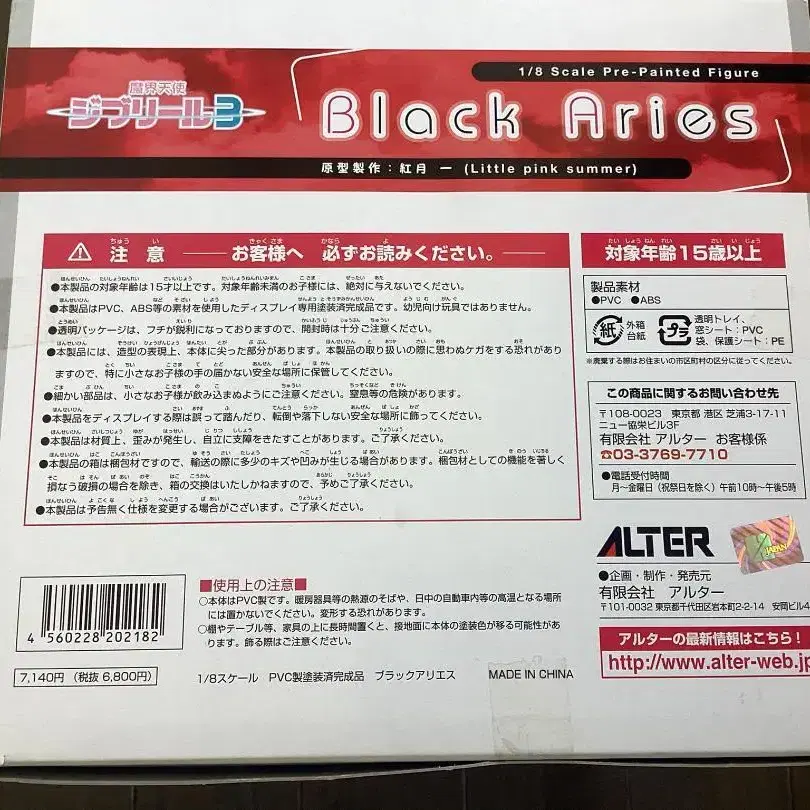 魔界天使
ジブリール3
1/8 Scale Pre-Painted Figure
Black Aries
原型製作：紅月 一 (Little pink summer)
注意 お客様へ 必ずお読みください。
●本製品の対象年齢は15才以上です。対象年齢未満のお子様には、絶対に与えないでください。
●本製品はPVC、ABS等の素材を使用したディスプレイ専用塗装済完成品です。幼児向け玩具ではありません。
●透明パッケージは、フチが鋭利になっておりますので、開封時は十分ご注意ください。
●本製品には、造型の表現上、本体に尖った部分があります。本製品の取り扱いの際に思わぬケガをする恐れがあり
ますので、特に小さなお子様の手の届かない安全な場所に保管してください。
●細かい部品は、小さなお子様が飲み込まぬようにご注意ください。窒息等の危険があります。
●本製品をディスプレイする際は誤って踏んだり、転倒や落下しない安全な場所に飾ってください。
●本製品は材質上、歪みが発生し、自立に支障をきたすことがあります。ご了承ください。
●本製品の箱は梱包材ですので、輸送の際に多少のキズや凹みが生じる場合があります。梱包材としての機能を著しく
損なう破損の場合を除き、箱の交換はいたしかねますので、予めご了承ください。
●本製品は予告無く仕様を変更する場合がございます。ご了承ください。
対象年齢15歳以上
製品素材
●PVC ●ABS
紙
外箱
台紙
プラ
透明トレイ、
窓シート：PVC
袋、保護シート：PE
※廃棄する際はお住まいの市区町村の区分に従ってください。
この商品に関するお問い合わせ先
〒108-0023 東京都 港区 芝浦3-17-11
ニュー協栄ビル3F
有限会社 アルター お客様係
☎03-3769-7710
●電話受付時間
月〜金曜日（祝祭日を除く）午前10時〜午後5時
ALTER
JAPAN
●企画・制作・発売元
有限会社 アルター
〒101-0032 東京都千代田区岩本町2-2-14 安岡ビル4
アルターの最新情報はこちら！
http://www.alter-web.jp
4 560228 202182
7,140円（税抜 6,800円）
■使用上の注意■
○本体はPVC製です。暖房器具等の熱源のそばや、日中の自動車内等の高温となる場所
には置かないでください。変形する恐れがあります。
○棚やテーブル等、家具の上に長時間置くと、接地面に本体の塗装色が移る可能性があ
ります。飾る際はご注意ください。
1/8スケール PVC製塗装済完成品 ブラックアリエス
MADE IN CHINA